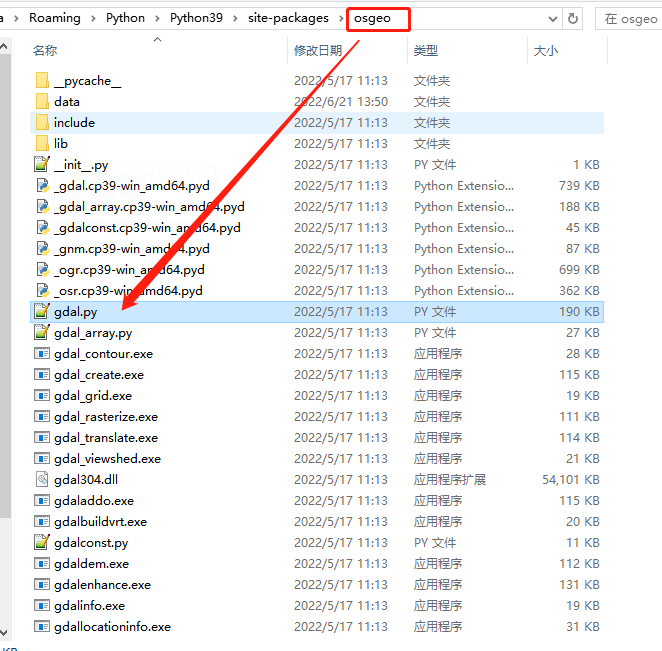 a › Roaming › Python › Python39 › site-packages › osgeo 在 osgeo
名称 修改日期 类型 大小
__pycache__ 2022/5/17 11:13 文件夹
data 2022/6/21 13:50 文件夹
include 2022/5/17 11:13 文件夹
lib 2022/5/17 11:13 文件夹
__init__.py 2022/5/17 11:13 PY 文件 1 KB
_gdal.cp39-win_amd64.pyd 2022/5/17 11:13 Python Extensio... 739 KB
_gdal_array.cp39-win_amd64.pyd 2022/5/17 11:13 Python Extensio... 188 KB
_gdalconst.cp39-win_amd64.pyd 2022/5/17 11:13 Python Extensio... 45 KB
_gnm.cp39-win_amd64.pyd 2022/5/17 11:13 Python Extensio... 87 KB
_ogr.cp39-win_amd64.pyd 2022/5/17 11:13 Python Extensio... 699 KB
_osr.cp39-win_amd64.pyd 2022/5/17 11:13 Python Extensio... 362 KB
gdal.py 2022/5/17 11:13 PY 文件 190 KB
gdal_array.py 2022/5/17 11:13 PY 文件 27 KB
gdal_contour.exe 2022/5/17 11:13 应用程序 28 KB
gdal_create.exe 2022/5/17 11:13 应用程序 115 KB
gdal_grid.exe 2022/5/17 11:13 应用程序 19 KB
gdal_rasterize.exe 2022/5/17 11:13 应用程序 111 KB
gdal_translate.exe 2022/5/17 11:13 应用程序 114 KB
gdal_viewshed.exe 2022/5/17 11:13 应用程序 21 KB
gdal304.dll 2022/5/17 11:13 应用程序扩展 54,101 KB
gdaladdo.exe 2022/5/17 11:13 应用程序 115 KB
gdalbuildvrt.exe 2022/5/17 11:13 应用程序 20 KB
gdalconst.py 2022/5/17 11:13 PY 文件 11 KB
gdaldem.exe 2022/5/17 11:13 应用程序 112 KB
gdalenhance.exe 2022/5/17 11:13 应用程序 131 KB
gdalinfo.exe 2022/5/17 11:13 应用程序 19 KB
gdallocationinfo.exe 2022/5/17 11:13 应用程序 31 KB